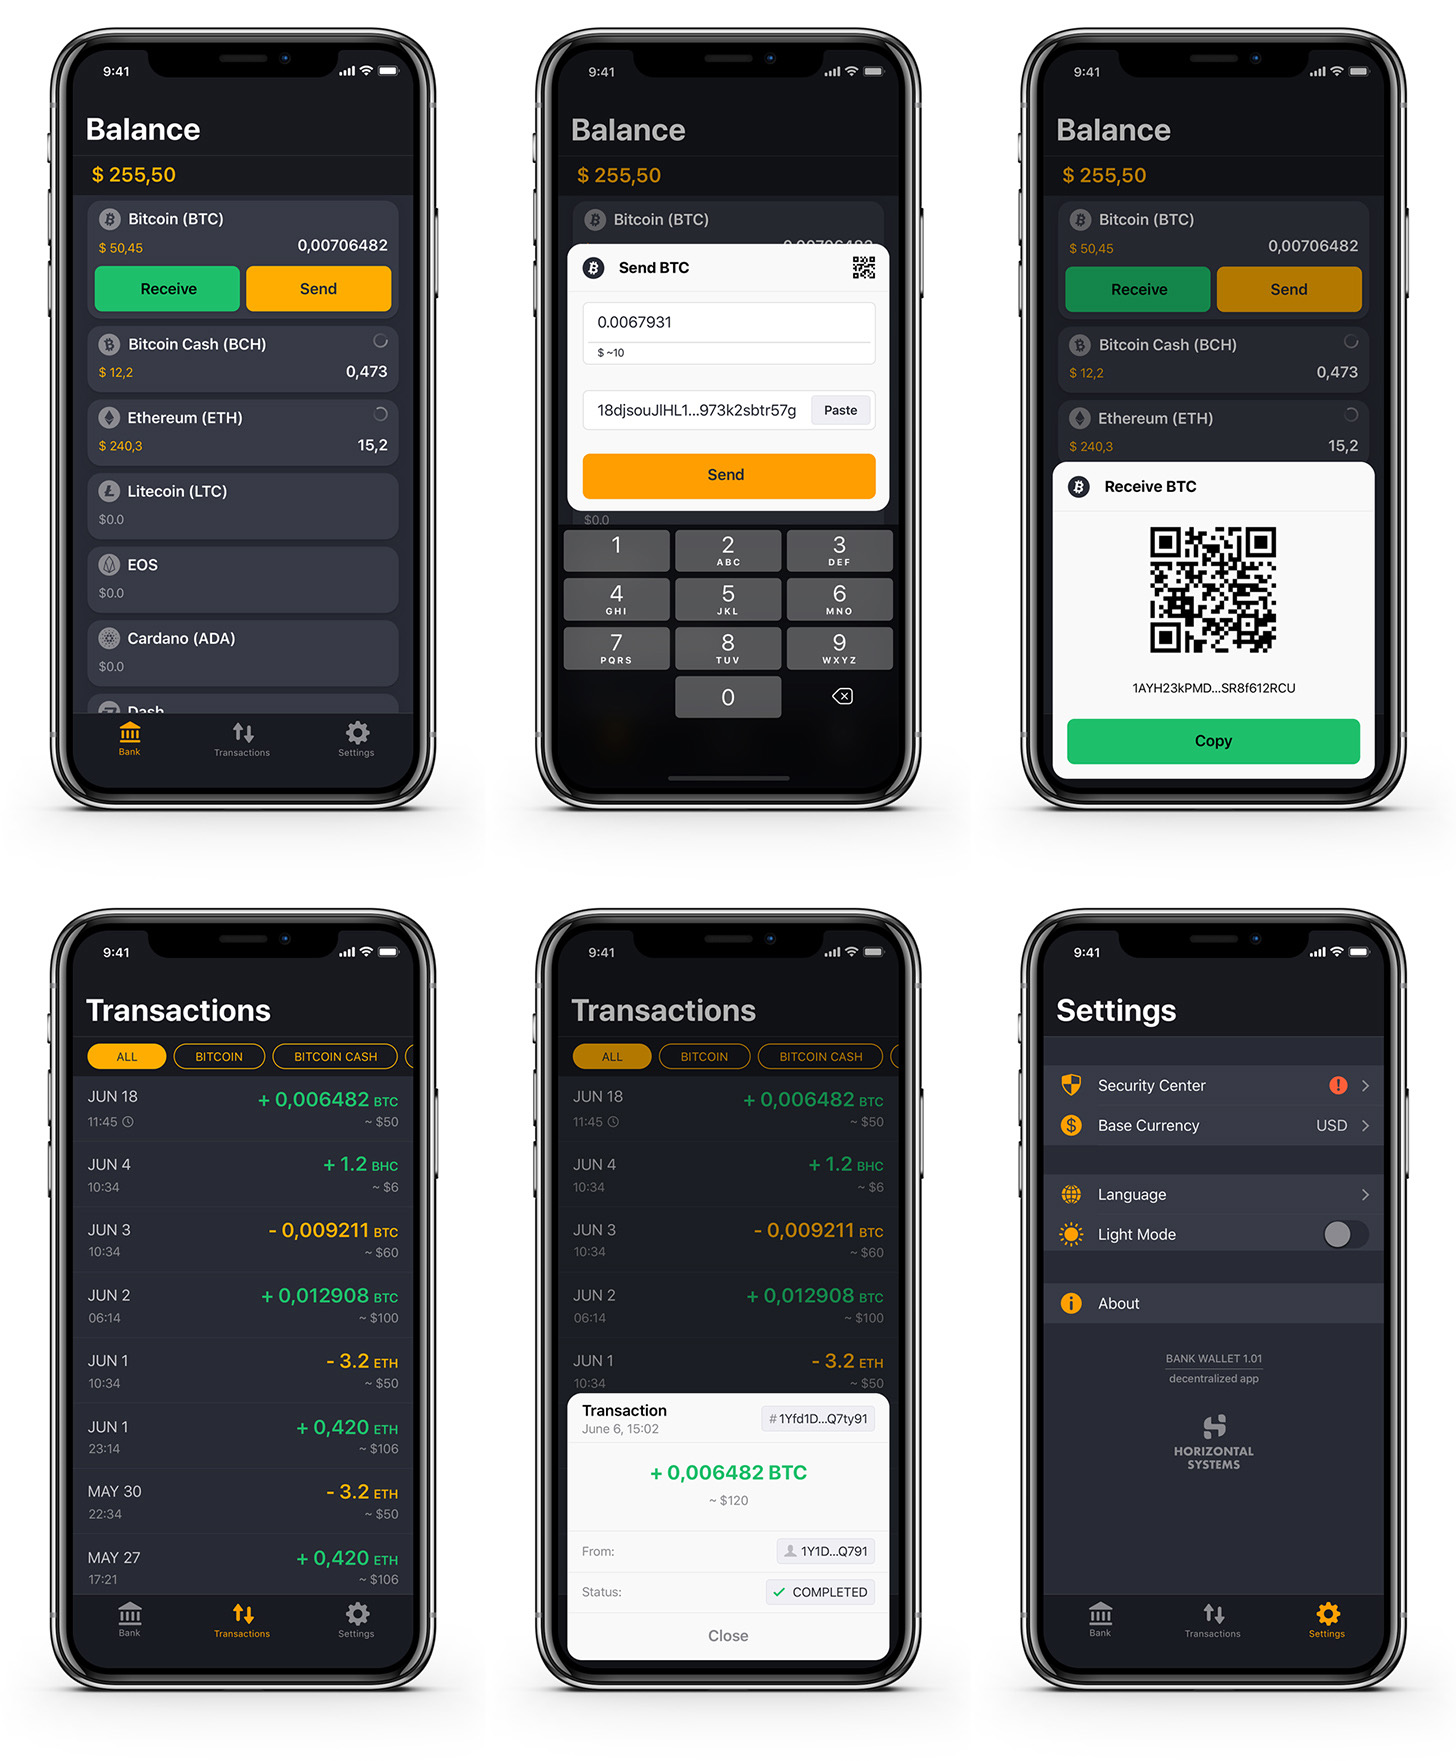 9:41
Balance
$ 255,50
Bitcoin (BTC)
$ 50,45 0,00706482
Receive Send
Bitcoin Cash (BCH)
$ 12,2 0,473
Ethereum (ETH)
$ 240,3 15,2
Litecoin (LTC)
$0.0
EOS
$0.0
Cardano (ADA)
$0.0
Dash
Bank Transactions Settings
9:41
Balance
$ 255,50
Bitcoin (BTC)
0,00706482
Send BTC
0.0067931
$ ~10
18djsouJlHL1...973k2sbtr57g Paste
Send
$0.0
1 2 3
ABC DEF
4 5 6
GHI JKL MNO
7 8 9
PQRS TUV WXYZ
0
9:41
Balance
$ 255,50
Bitcoin (BTC)
$ 50,45 0,00706482
Receive Send
Bitcoin Cash (BCH)
$ 12,2 0,473
Ethereum (ETH)
$ 240,3 15,2
Receive BTC
1AYH23kPMD...SR8f612RCU
Copy
9:41
Transactions
ALL BITCOIN BITCOIN CASH
JUN 18 + 0,006482 BTC
11:45 ~ $50
JUN 4 + 1.2 BHC
10:34 ~ $6
JUN 3 - 0,009211 BTC
10:34 ~ $60
JUN 2 + 0,012908 BTC
06:14 ~ $100
JUN 1 - 3.2 ETH
10:34 ~ $50
JUN 1 + 0,420 ETH
23:14 ~ $106
MAY 30 - 3.2 ETH
22:34 ~ $50
MAY 27 + 0,420 ETH
17:21 ~ $106
Bank Transactions Settings
9:41
Transactions
ALL BITCOIN BITCOIN CASH
JUN 18 + 0,006482 BTC
11:45 ~ $50
JUN 4 + 1.2 BHC
10:34 ~ $6
JUN 3 - 0,009211 BTC
10:34 ~ $60
JUN 2 + 0,012908 BTC
06:14 ~ $100
JUN 1 - 3.2 ETH
10:34 ~ $50
Transaction # 1Yfd1D...Q7ty91
June 6, 15:02
+ 0,006482 BTC
~ $120
From: 1Y1D...Q791
Status: COMPLETED
Close
9:41
Settings
Security Center !
Base Currency USD
Language
Light Mode
About
BANK WALLET 1.01
decentralized app
HORIZONTAL
SYSTEMS
Bank Transactions Settings